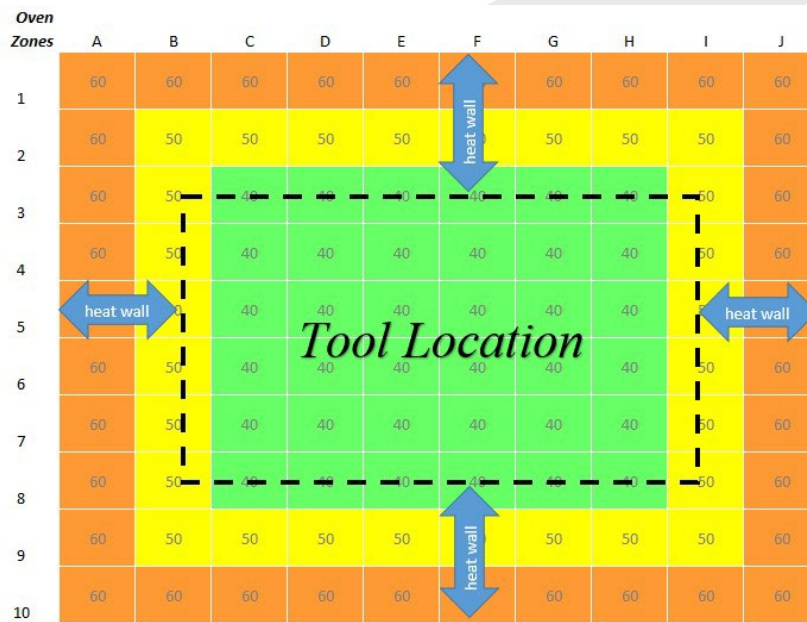 Oven
Zones A B C D E F G H I J
1 60 60 60 60 60 60 60 60 60
heat wall
2 60 50 50 50 50 50 50 50 60
3 60 50 40 40 40 40 40 40 50 60
4 60 50 40 40 40 40 40 40 50 60
5 heat wall 40 40 40 40 40 40 heat wall
Tool Location
6 60 50 40 40 40 40 40 40 50 60
7 60 50 40 40 40 40 40 40 50 60
8 60 50 40 40 40 40 40 40 50 60
9 60 50 50 50 50 50 50 50 60
heat wall
10 60 60 60 60 60 60 60 60 60